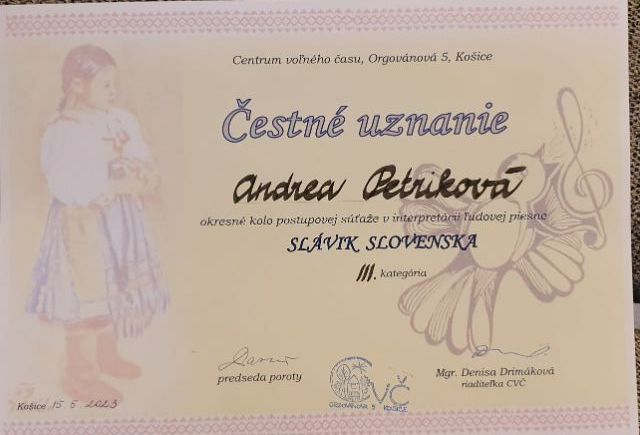 Centrum voľného času, Orgovánová 5, Košice
Čestné uznanie
Andrea Petriková
okresné kolo postupovej súťaže v interpretácii ľudovej piesne
SLÁVIK SLOVENSKA
III. kategória
predseda poroty
Mgr. Denisa Drimáková
riaditeľka CVČ
CVČ
ORGOVÁNOVÁ 5 KOŠICE
Košice 15. 5. 2023